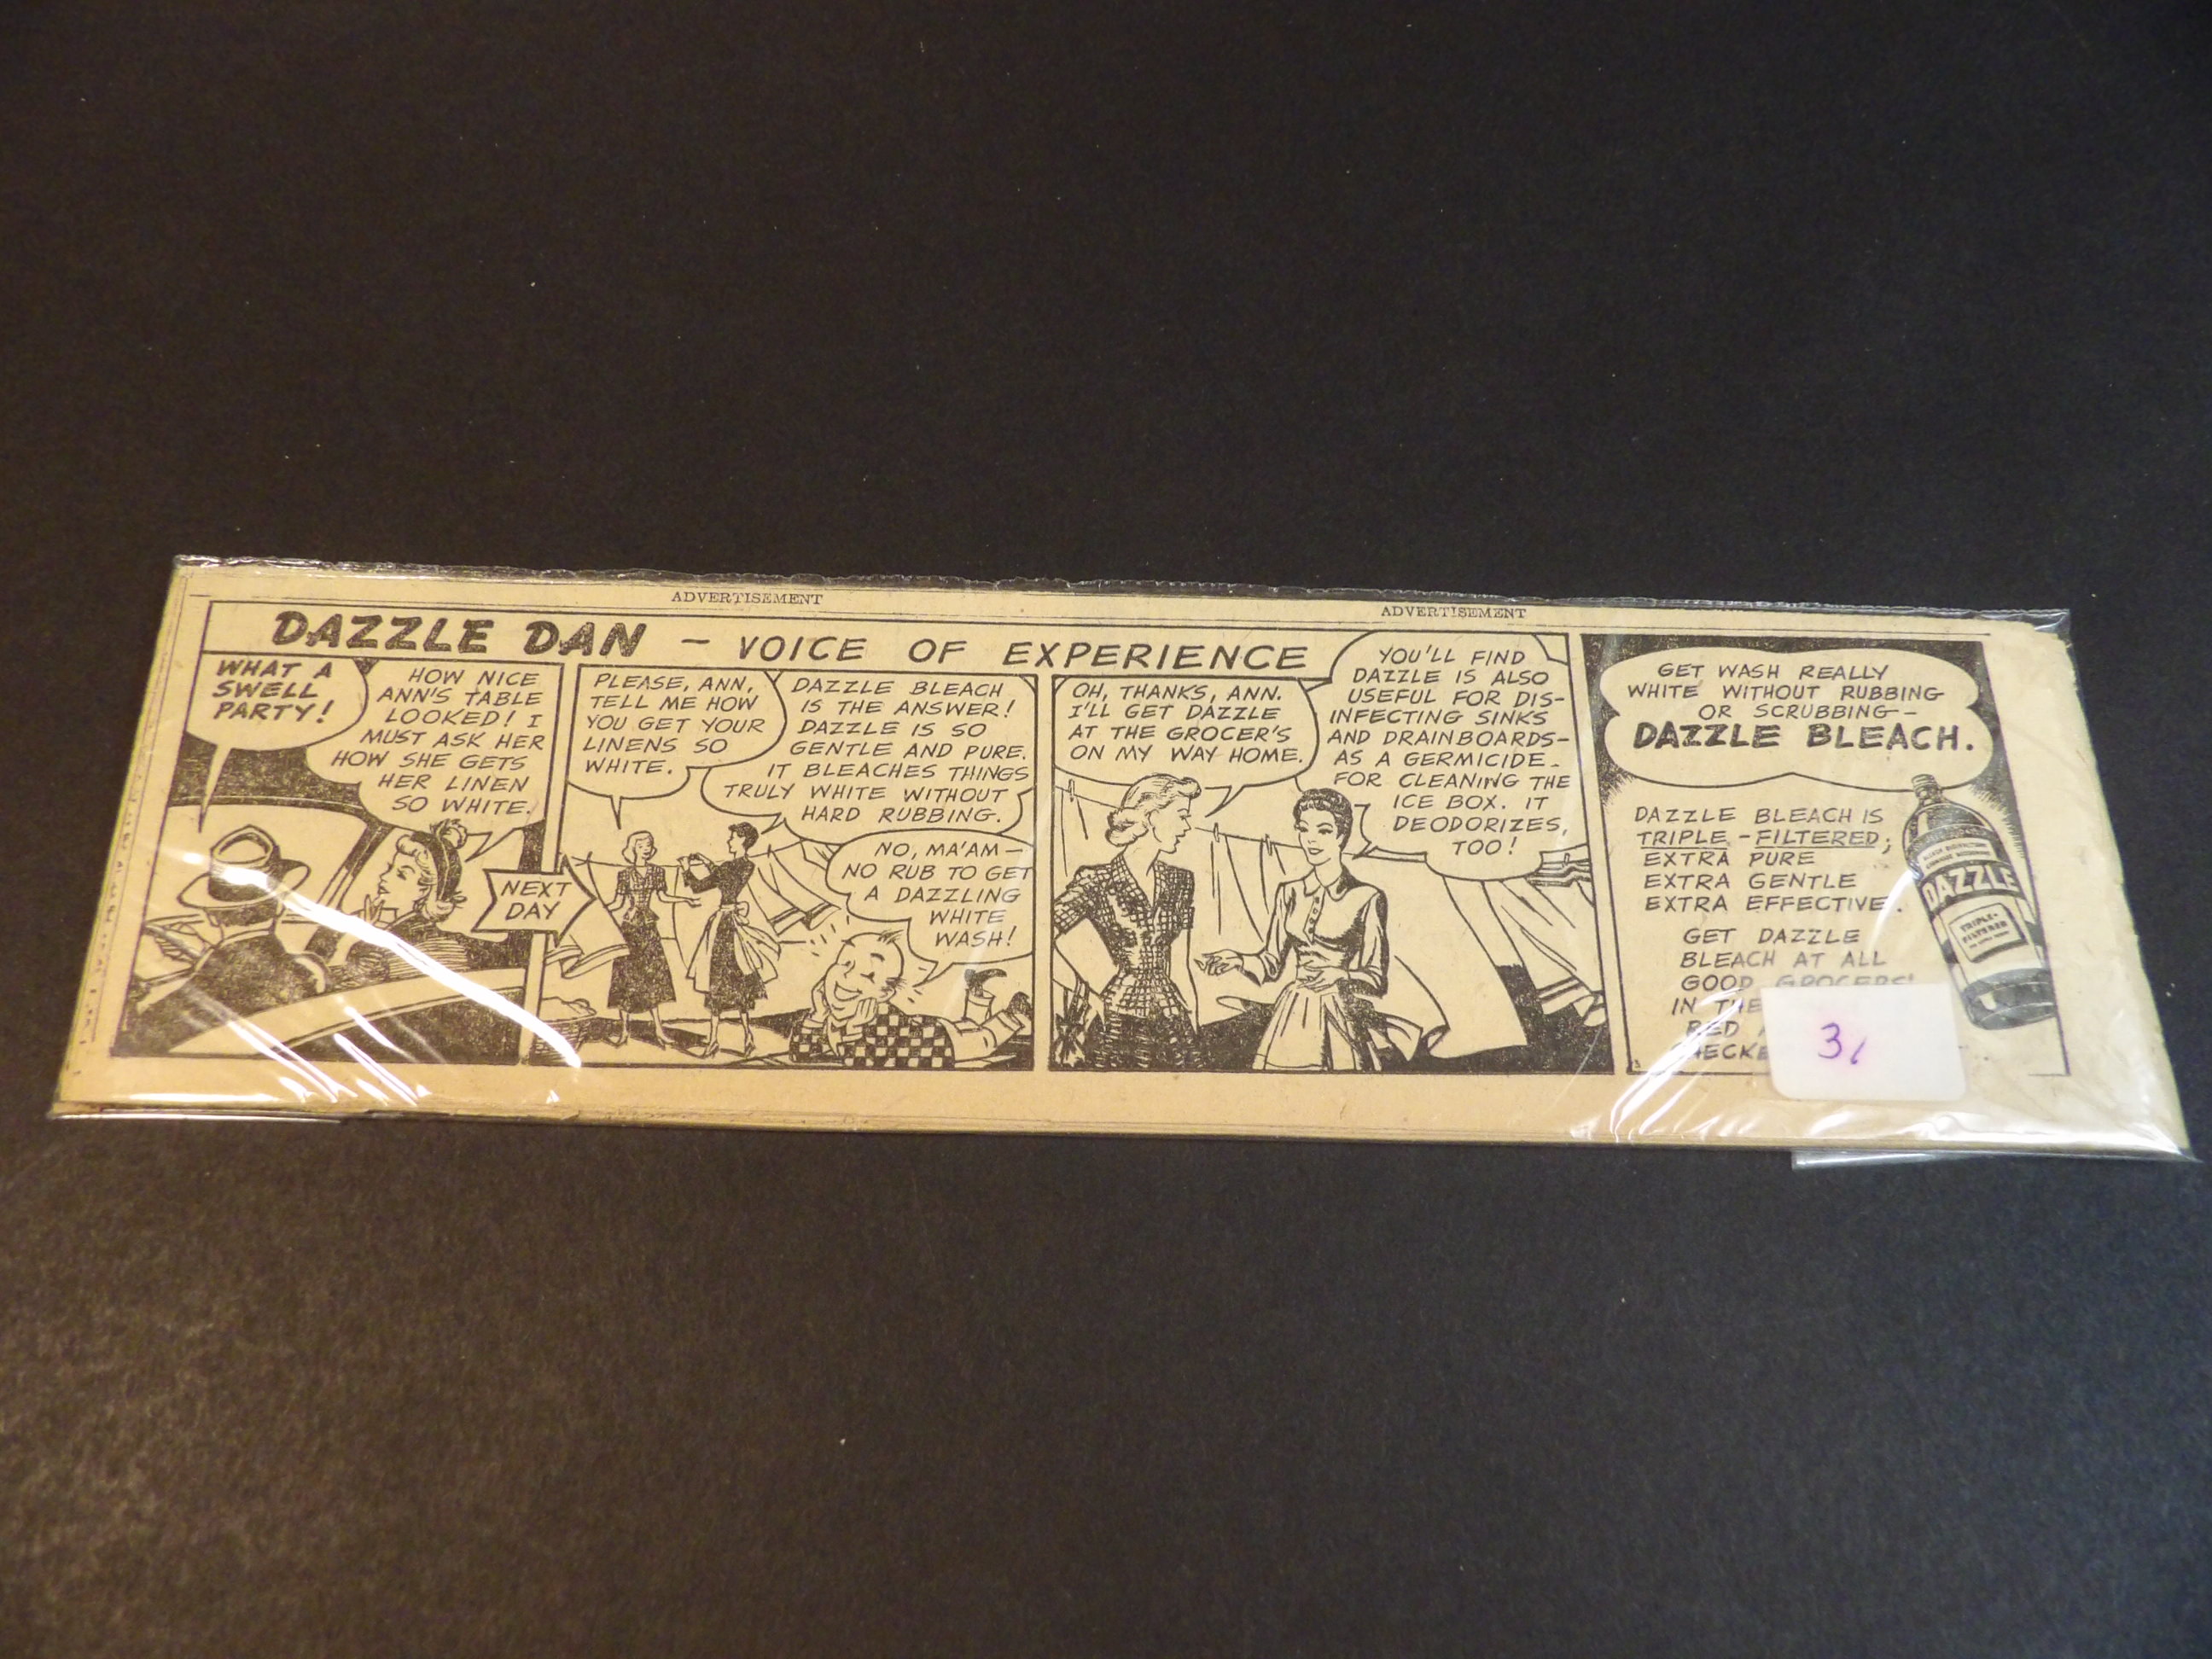 ADVERTISEMENT
ADVERTISEMENT
DAZZLE DAN - VOICE OF EXPERIENCE
WHAT A
SWELL
PARTY!
HOW NICE
ANN'S TABLE
LOOKED! I
MUST ASK HER
HOW SHE GETS
HER LINEN
SO WHITE.
NEXT
DAY
PLEASE, ANN,
TELL ME HOW
YOU GET YOUR
LINENS SO
WHITE.
DAZZLE BLEACH
IS THE ANSWER!
DAZZLE IS SO
GENTLE AND PURE.
IT BLEACHES THINGS
TRULY WHITE WITHOUT
HARD RUBBING.
NO, MA'AM —
NO RUB TO GET
A DAZZLING
WHITE
WASH!
OH, THANKS, ANN.
I'LL GET DAZZLE
AT THE GROCER'S
ON MY WAY HOME.
YOU'LL FIND
DAZZLE IS ALSO
USEFUL FOR DIS-
INFECTING SINKS
AND DRAINBOARDS-
AS A GERMICIDE-
FOR CLEANING THE
ICE BOX. IT
DEODORIZES,
TOO!
GET WASH REALLY
WHITE WITHOUT RUBBING
OR SCRUBBING —
DAZZLE BLEACH.
DAZZLE BLEACH IS
TRIPLE - FILTERED;
EXTRA PURE
EXTRA GENTLE
EXTRA EFFECTIVE.
GET DAZZLE
BLEACH AT ALL
GOOD GROCERS!
IN THE
RED
CHECKE
DAZZLE
TRIPLE-
FILTERED
3/